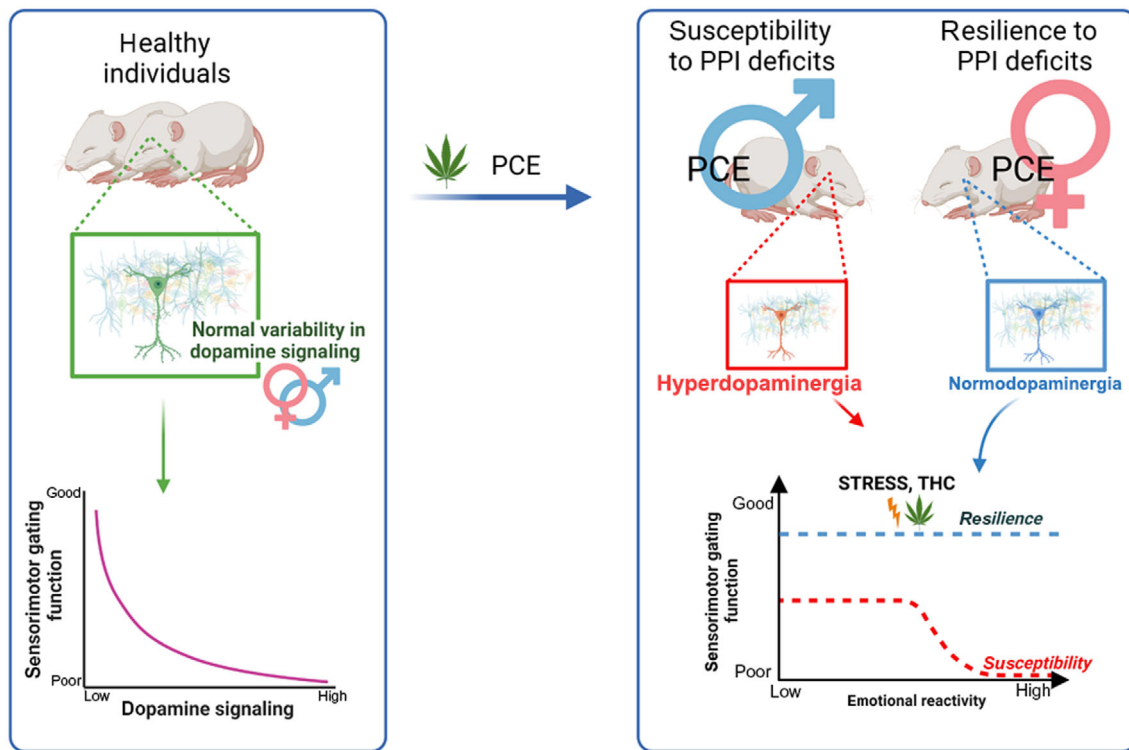 Healthy
individuals
Normal variability in
dopamine signaling
Good
Sensorimotor gating
function
Poor
Low
High
Dopamine signaling
PCE
Susceptibility
to PPI deficits
Resilience to
PPI deficits
PCE
PCE
Hyperdopaminergia
Normodopaminergia
STRESS, THC
Good
Resilience
Sensorimotor gating
function
Susceptibility
Poor
Low
Emotional reactivity
High